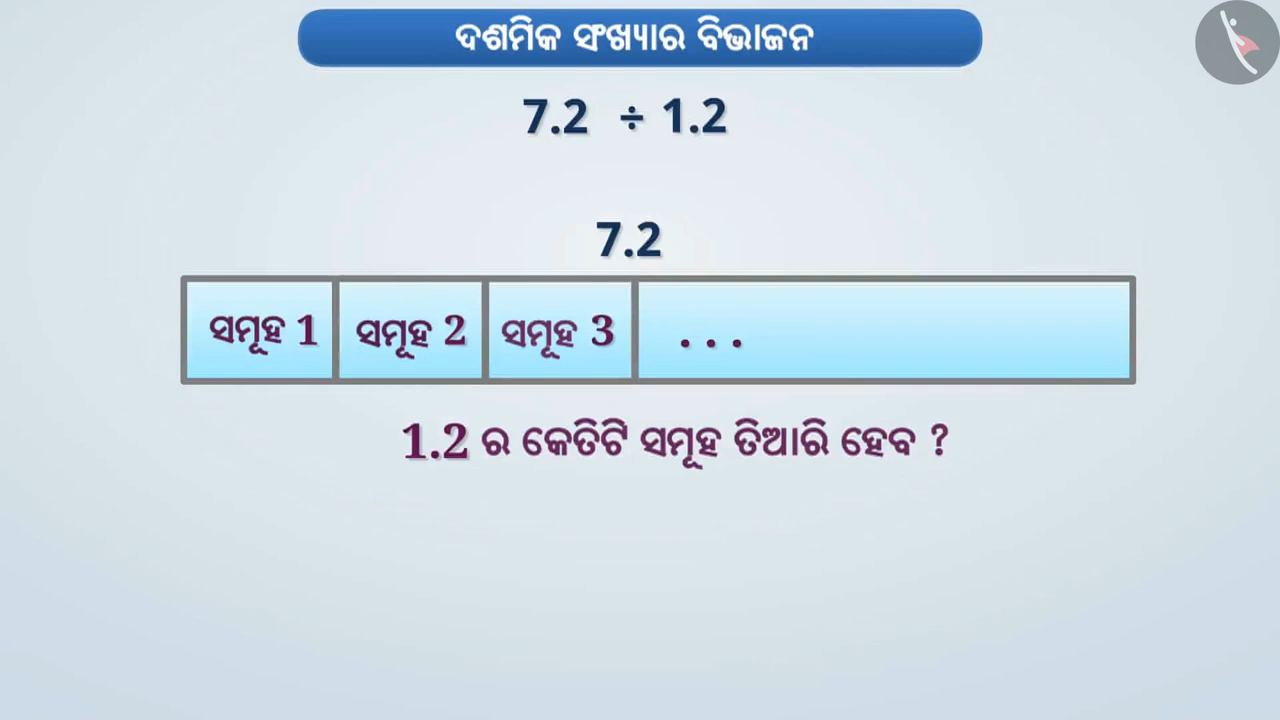 ଦଶମିକ ସଂଖ୍ୟାର ବିଭାଜନ
7.2 ÷ 1.2
7.2
ସମୂହ 1 ସମୂହ 2 ସମୂହ 3 ...
1.2 ର କେତିଟି ସମୂହ ତିଆରି ହେବ ?